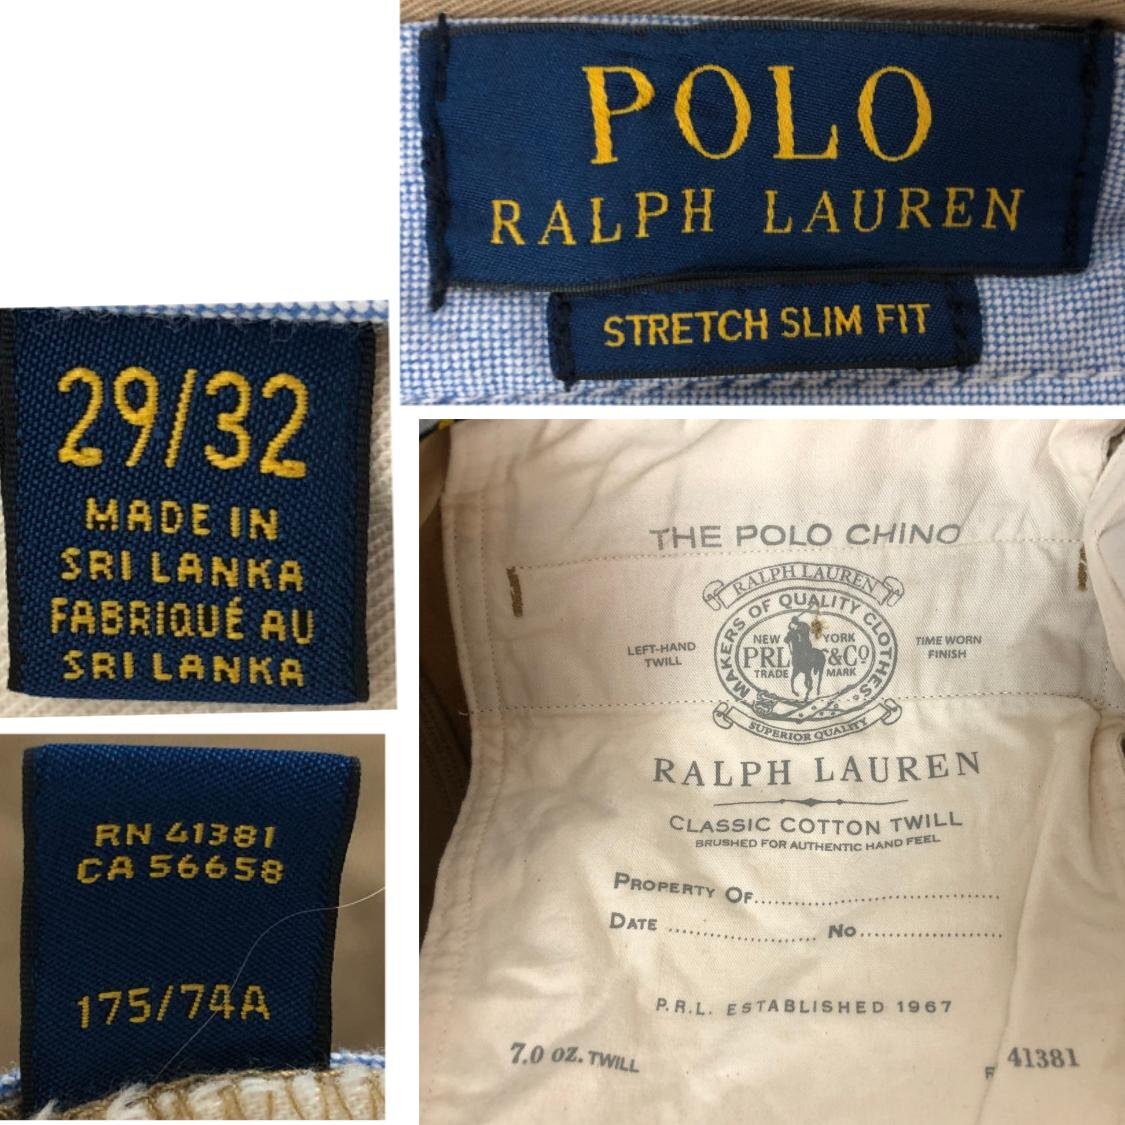 POLO
RALPH LAUREN
STRETCH SLIM FIT
29/32
MADE IN
SRI LANKA
FABRIQUÉ AU
SRI LANKA
RN 41381
CA 56658
175/74A
THE POLO CHINO
RALPH LAUREN
MAKERS OF QUALITY CLOTHES
LEFT-HAND
TWILL
NEW YORK
PRL &Co
TRADE MARK
TIME WORN
FINISH
SUPERIOR QUALITY
RALPH LAUREN
CLASSIC COTTON TWILL
BRUSHED FOR AUTHENTIC HAND FEEL
PROPERTY OF
DATE No
P.R.L. ESTABLISHED 1967
7.0 oz. TWILL
41381